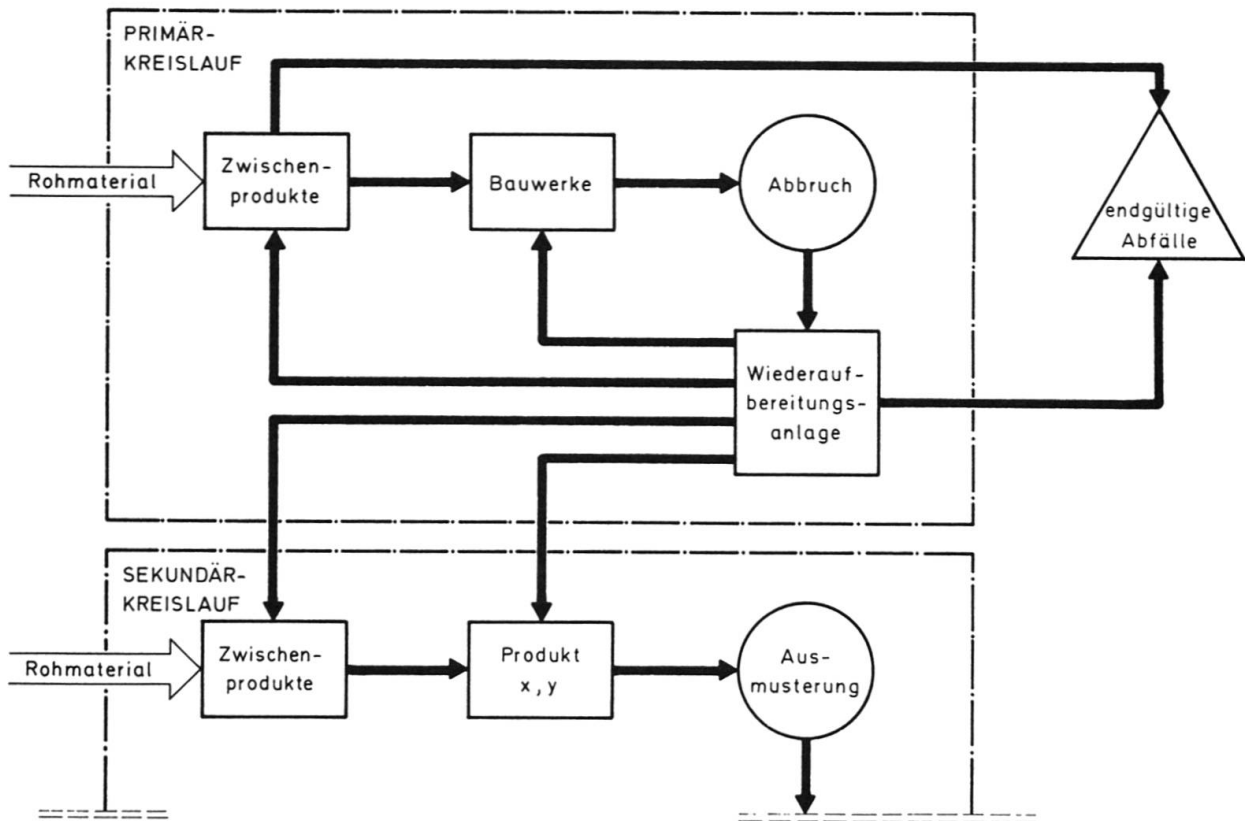 PRIMÄR-
KREISLAUF
Rohmaterial
Zwischen-
produkte
Bauwerke
Abbruch
endgültige
Abfälle
Wiederauf-
bereitungs-
anlage
SEKUNDÄR-
KREISLAUF
Rohmaterial
Zwischen-
produkte
Produkt
x, y
Aus-
musterung